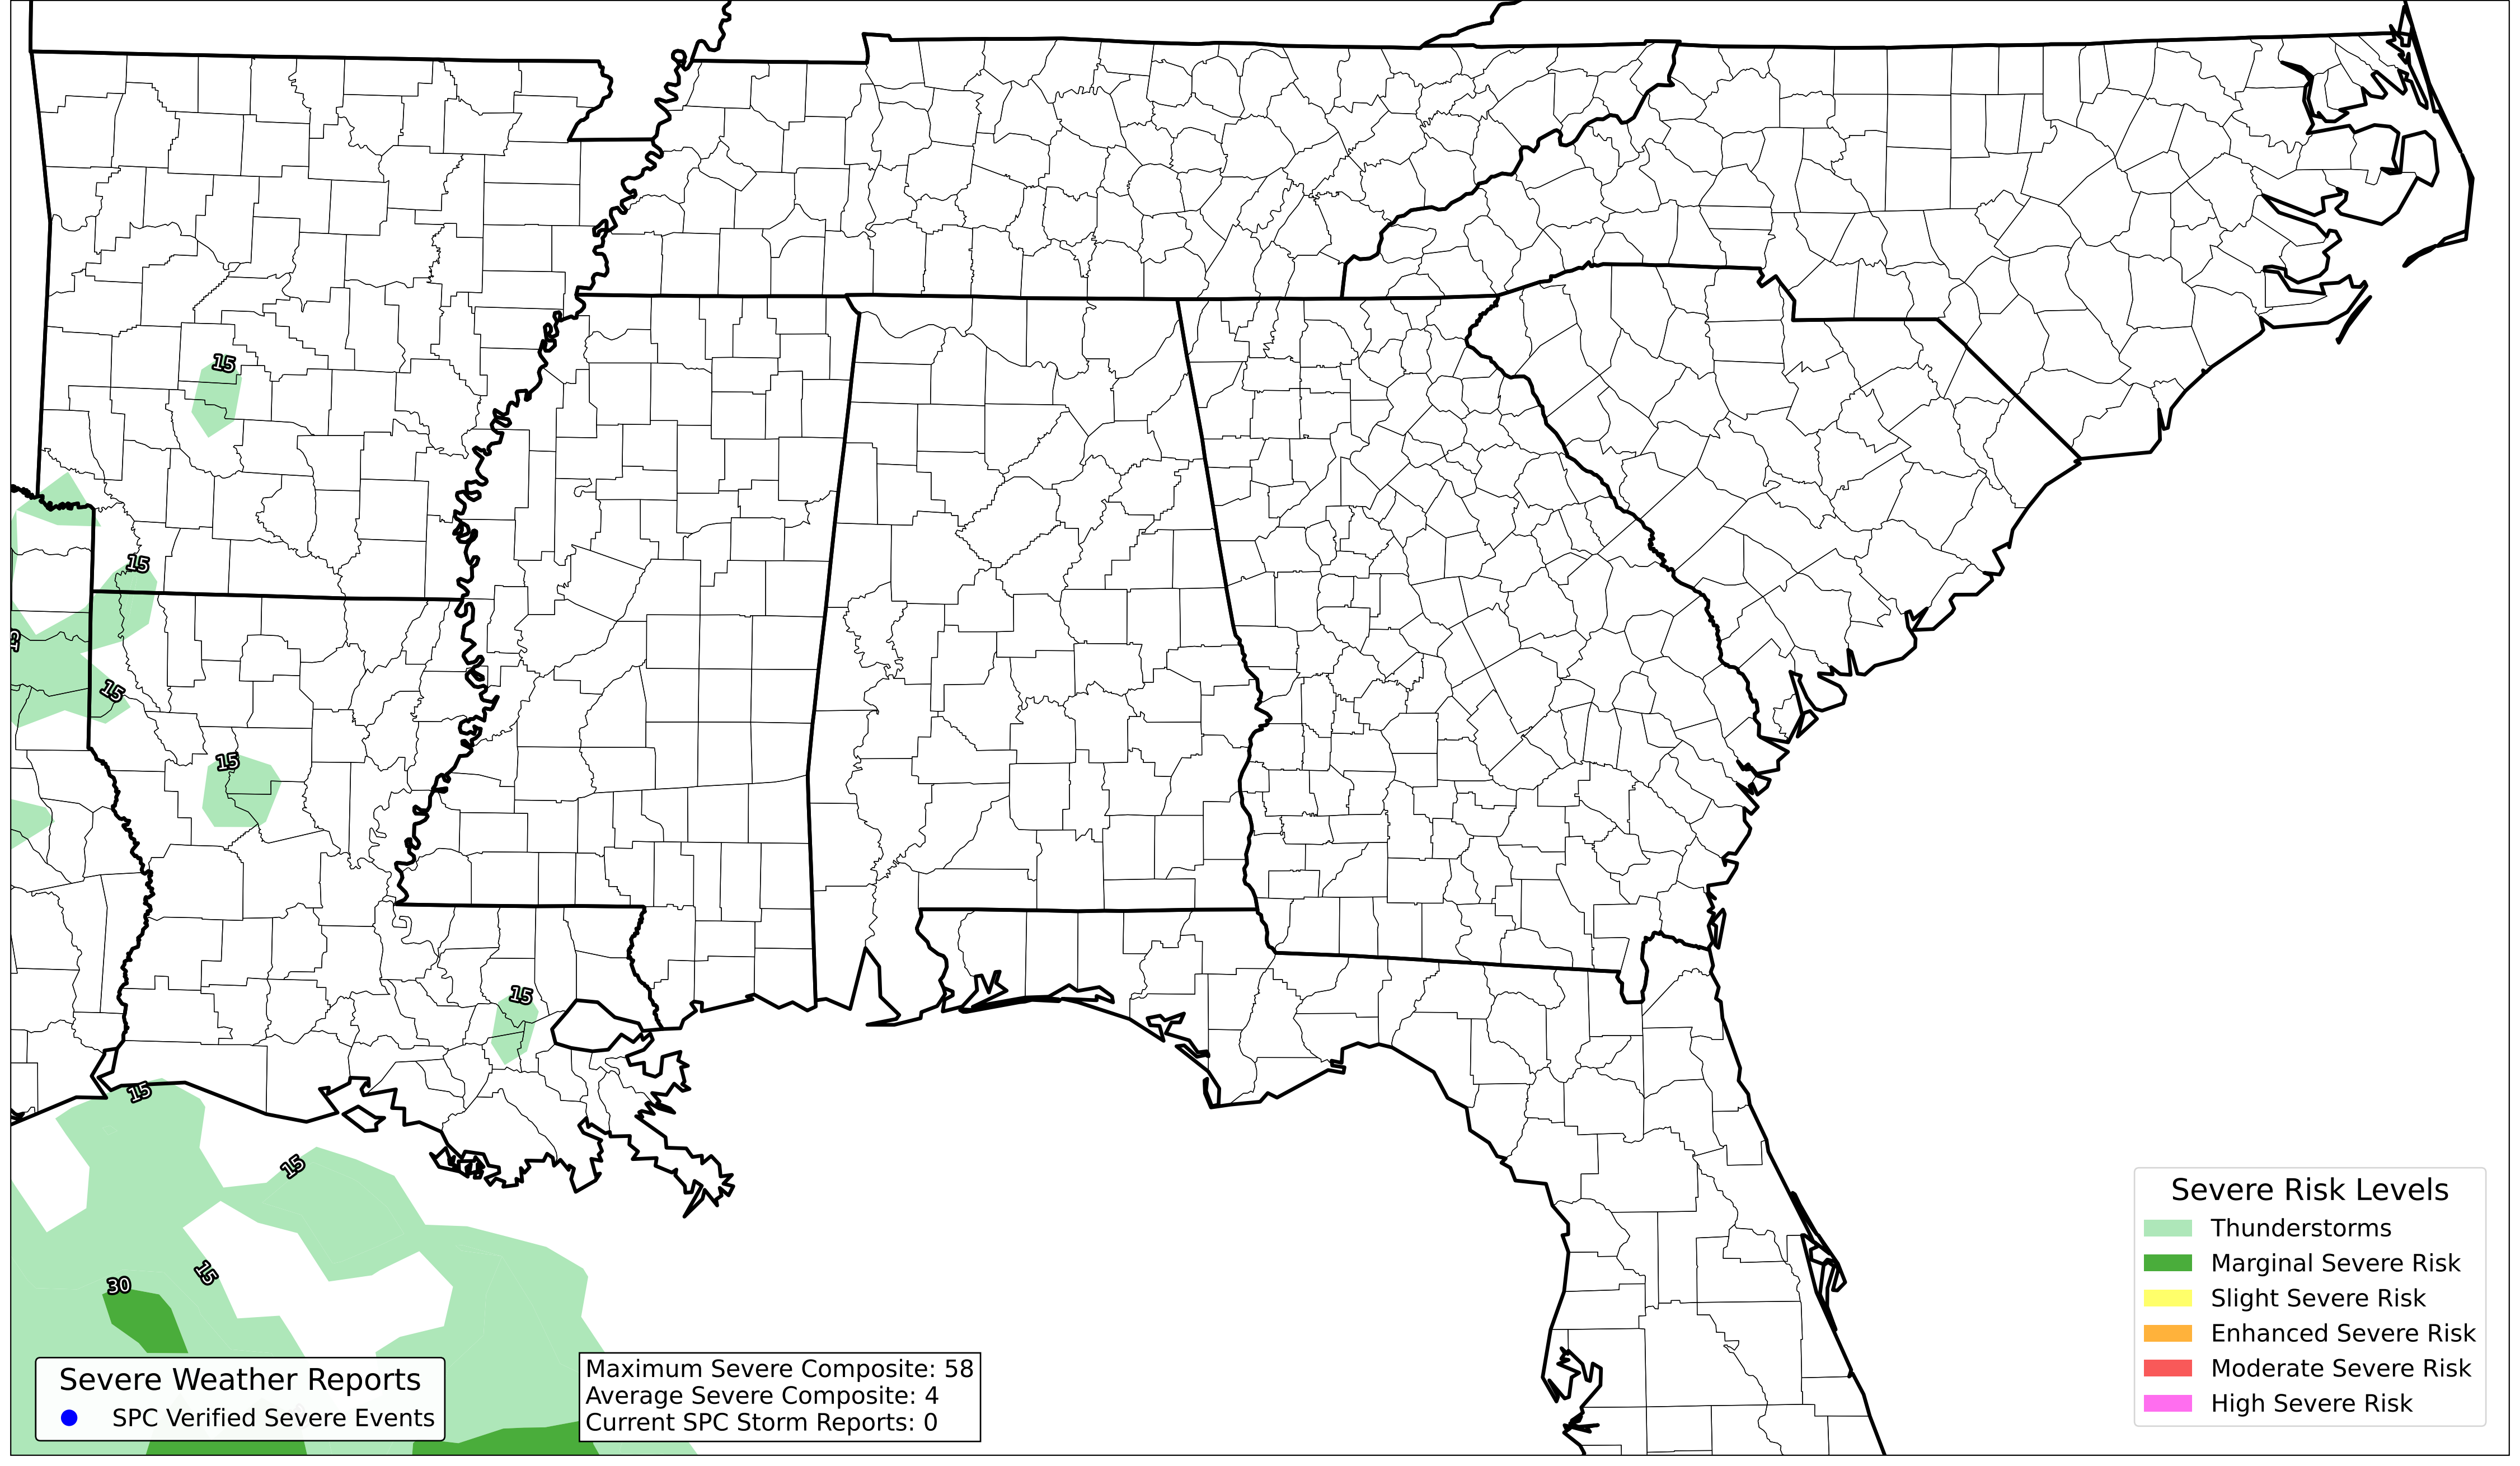 15
15
15
15
15
15
15
15
30
Severe Weather Reports
SPC Verified Severe Events
Maximum Severe Composite: 58
Average Severe Composite: 4
Current SPC Storm Reports: 0
Severe Risk Levels
Thunderstorms
Marginal Severe Risk
Slight Severe Risk
Enhanced Severe Risk
Moderate Severe Risk
High Severe Risk